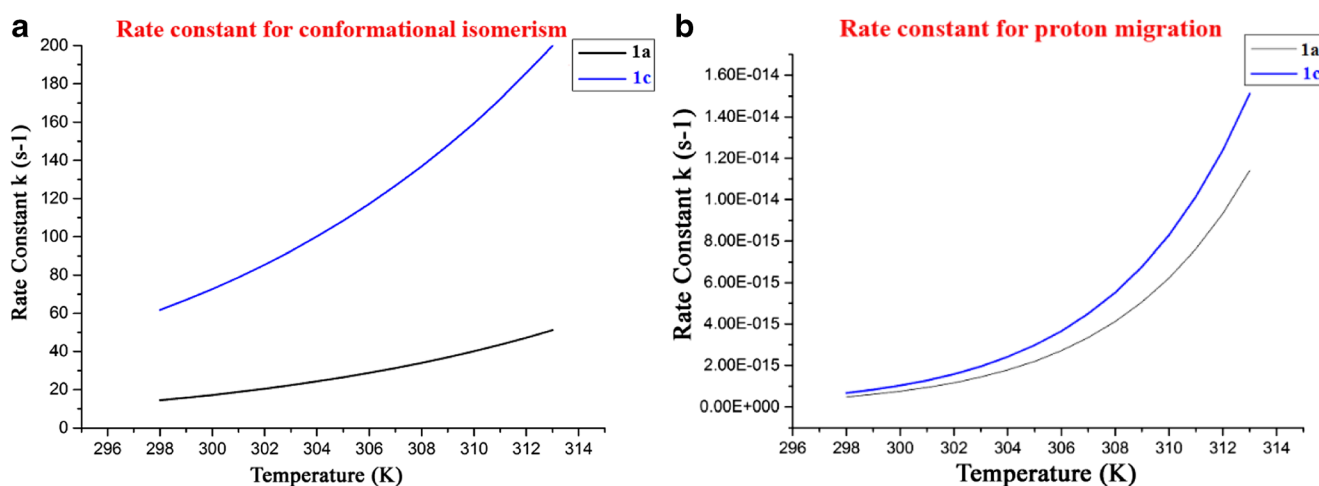 a
Rate constant for conformational isomerism
1a
1c
200
180
160
140
120
100
80
60
40
20
0
Rate Constant k (s-1)
296 298 300 302 304 306 308 310 312 314
Temperature (K)
b
Rate constant for proton migration
1a
1c
1.60E-014
1.40E-014
1.20E-014
1.00E-014
8.00E-015
6.00E-015
4.00E-015
2.00E-015
0.00E+000
Rate Constant k (s-1)
296 298 300 302 304 306 308 310 312 314
Temperature (K)